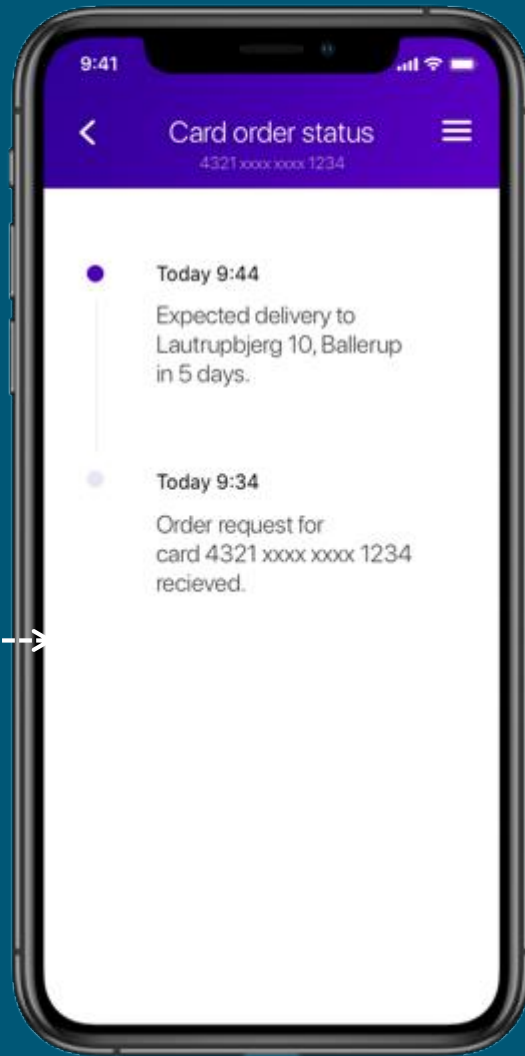 9:41
Card order status
4321 xxxx xxxx 1234
Today 9:44
Expected delivery to
Lautrupbjerg 10, Ballerup
in 5 days.
Today 9:34
Order request for
card 4321 xxxx xxxx 1234
recieved.